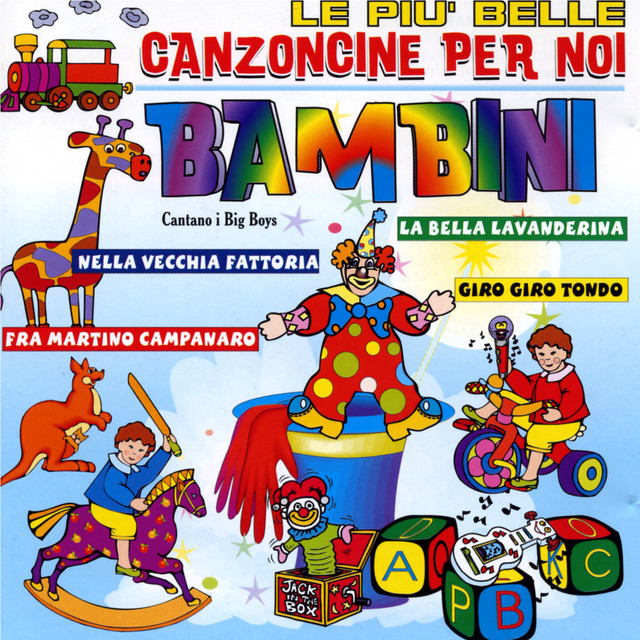 LE PIU' BELLE
CANZONCINE PER NOI
BAMBINI
Cantano i Big Boys
LA BELLA LAVANDERINA
NELLA VECCHIA FATTORIA
GIRO GIRO TONDO
FRA MARTINO CAMPANARO
JACK
IN THE
BOX
D
A
P
B
O
K
C